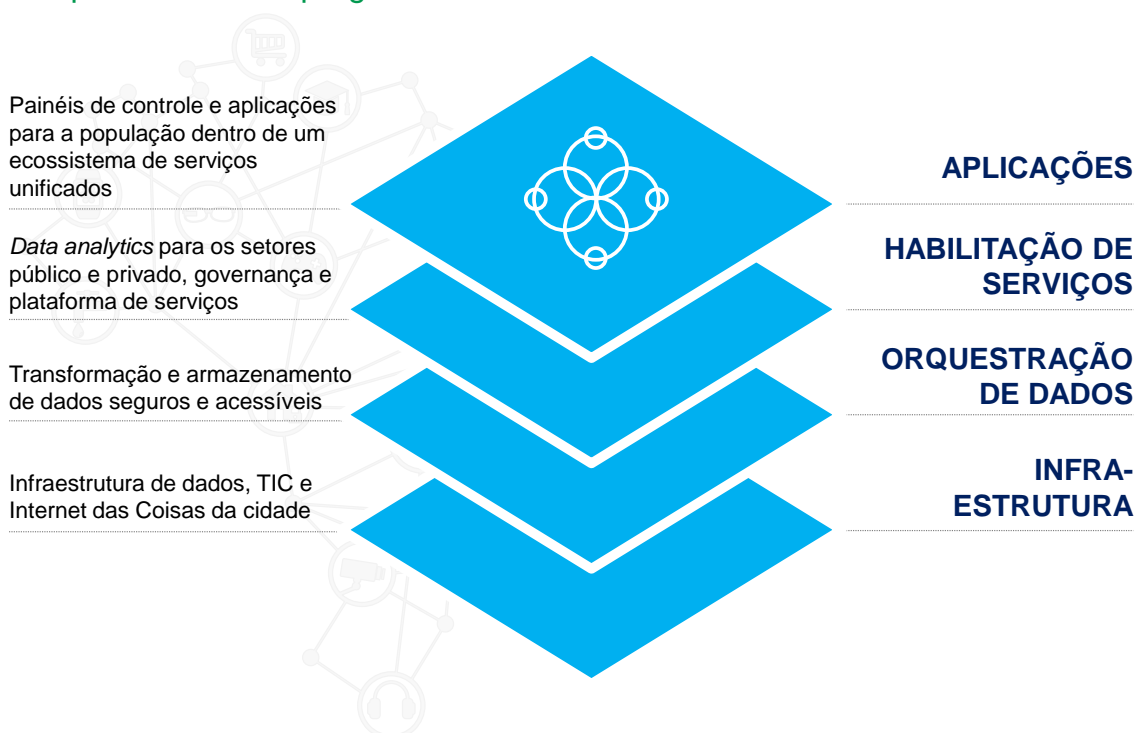 Painéis de controle e aplicações
para a população dentro de um
ecossistema de serviços
unificados
APLICAÇÕES
Data analytics para os setores
público e privado, governança e
plataforma de serviços
HABILITAÇÃO DE
SERVIÇOS
Transformação e armazenamento
de dados seguros e acessíveis
ORQUESTRAÇÃO
DE DADOS
Infraestrutura de dados, TIC e
Internet das Coisas da cidade
INFRA-
ESTRUTURA